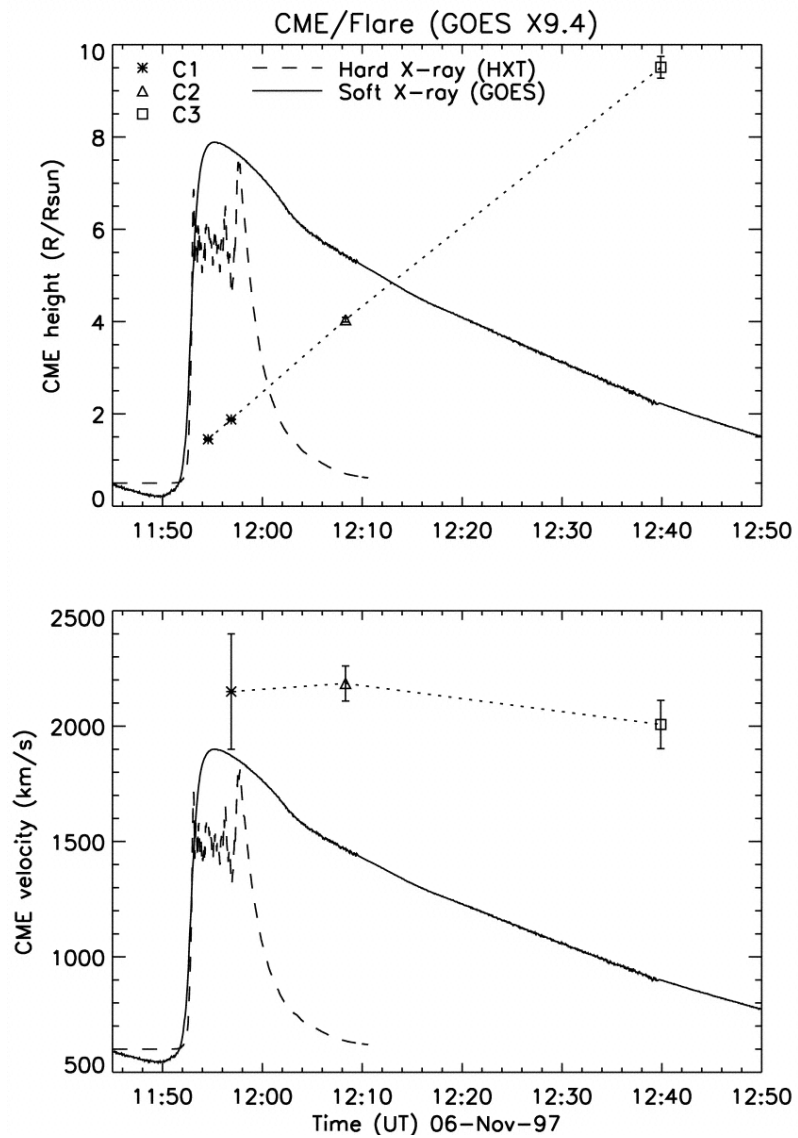 CME/Flare (GOES X9.4)
10
8
6
4
2
0
CME height (R/Rsun)
C1
C2
C3
Hard X-ray (HXT)
Soft X-ray (GOES)
11:50 12:00 12:10 12:20 12:30 12:40 12:50
2500
2000
1500
1000
500
CME velocity (km/s)
11:50 12:00 12:10 12:20 12:30 12:40 12:50
Time (UT) 06-Nov-97